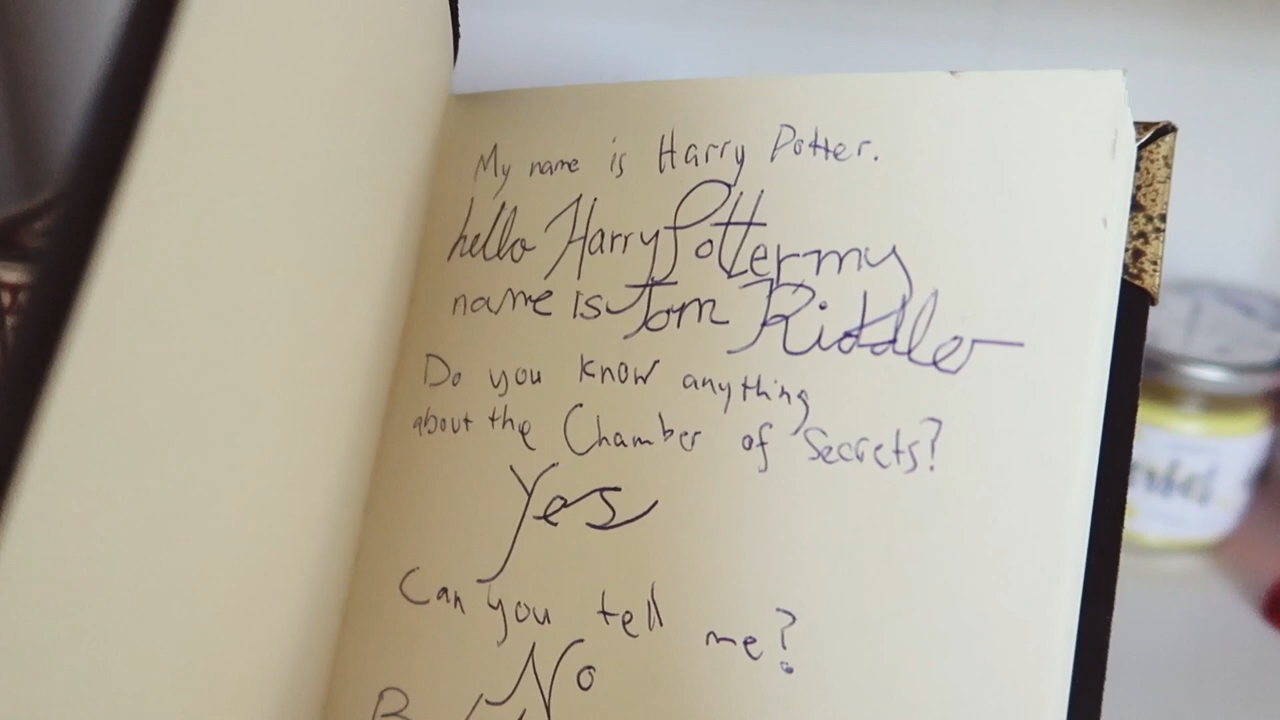 My name is Harry Potter.
hello Harry Potter my
name is Tom Riddle
Do you know anything
about the Chamber of Secrets?
Yes
Can you tell me?
No